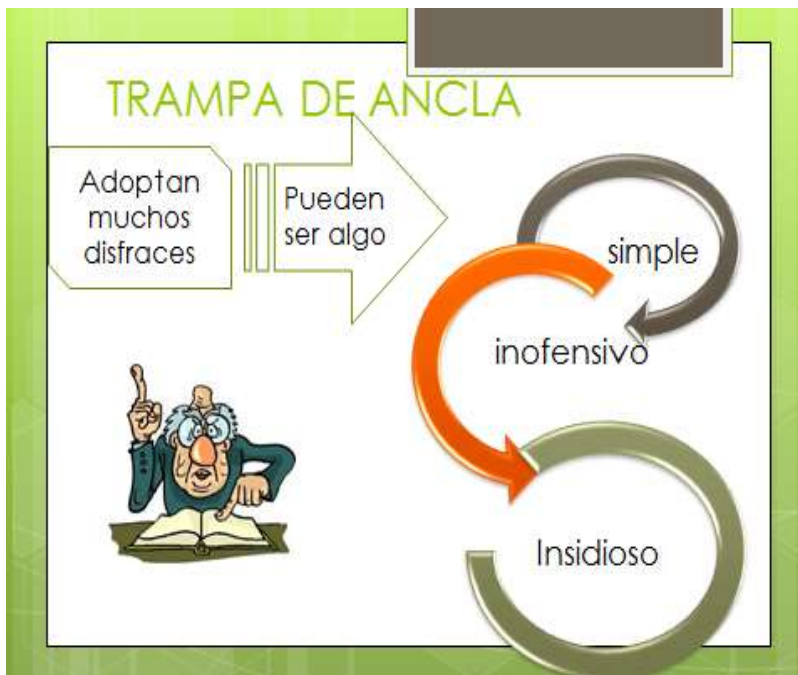 TRAMPA DE ANCLA
Adoptan
muchos
disfraces
Pueden
ser algo
simple
inofensivo
Insidioso